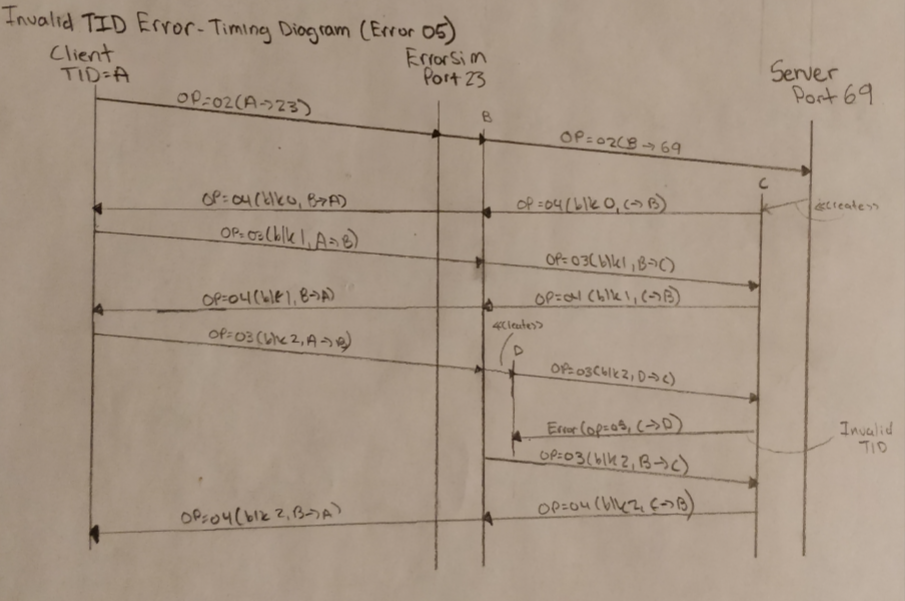 Invalid TID Error - Timing Diagram (Error 05)
Client
TID=A
ErrorSim
Port 23
Server
Port 69
OP=02(A→23)
B
OP=02(B→69
C
<<create>>
OP=04(blk0, B→A)
OP=04(blk 0, C→B)
OP=03(blk1, A→B)
OP=03(blk1, B→C)
OP=04(blk1, B→A)
OP=04(blk1, C→B)
<<create>>
OP=03(blk2, A→B)
D
OP=03(blk2, D→C)
Error(op=05, C→D)
Invalid
TID
OP=03(blk2, B→C)
OP=04(blk2, B→A)
OP=04(blk2, C→B)